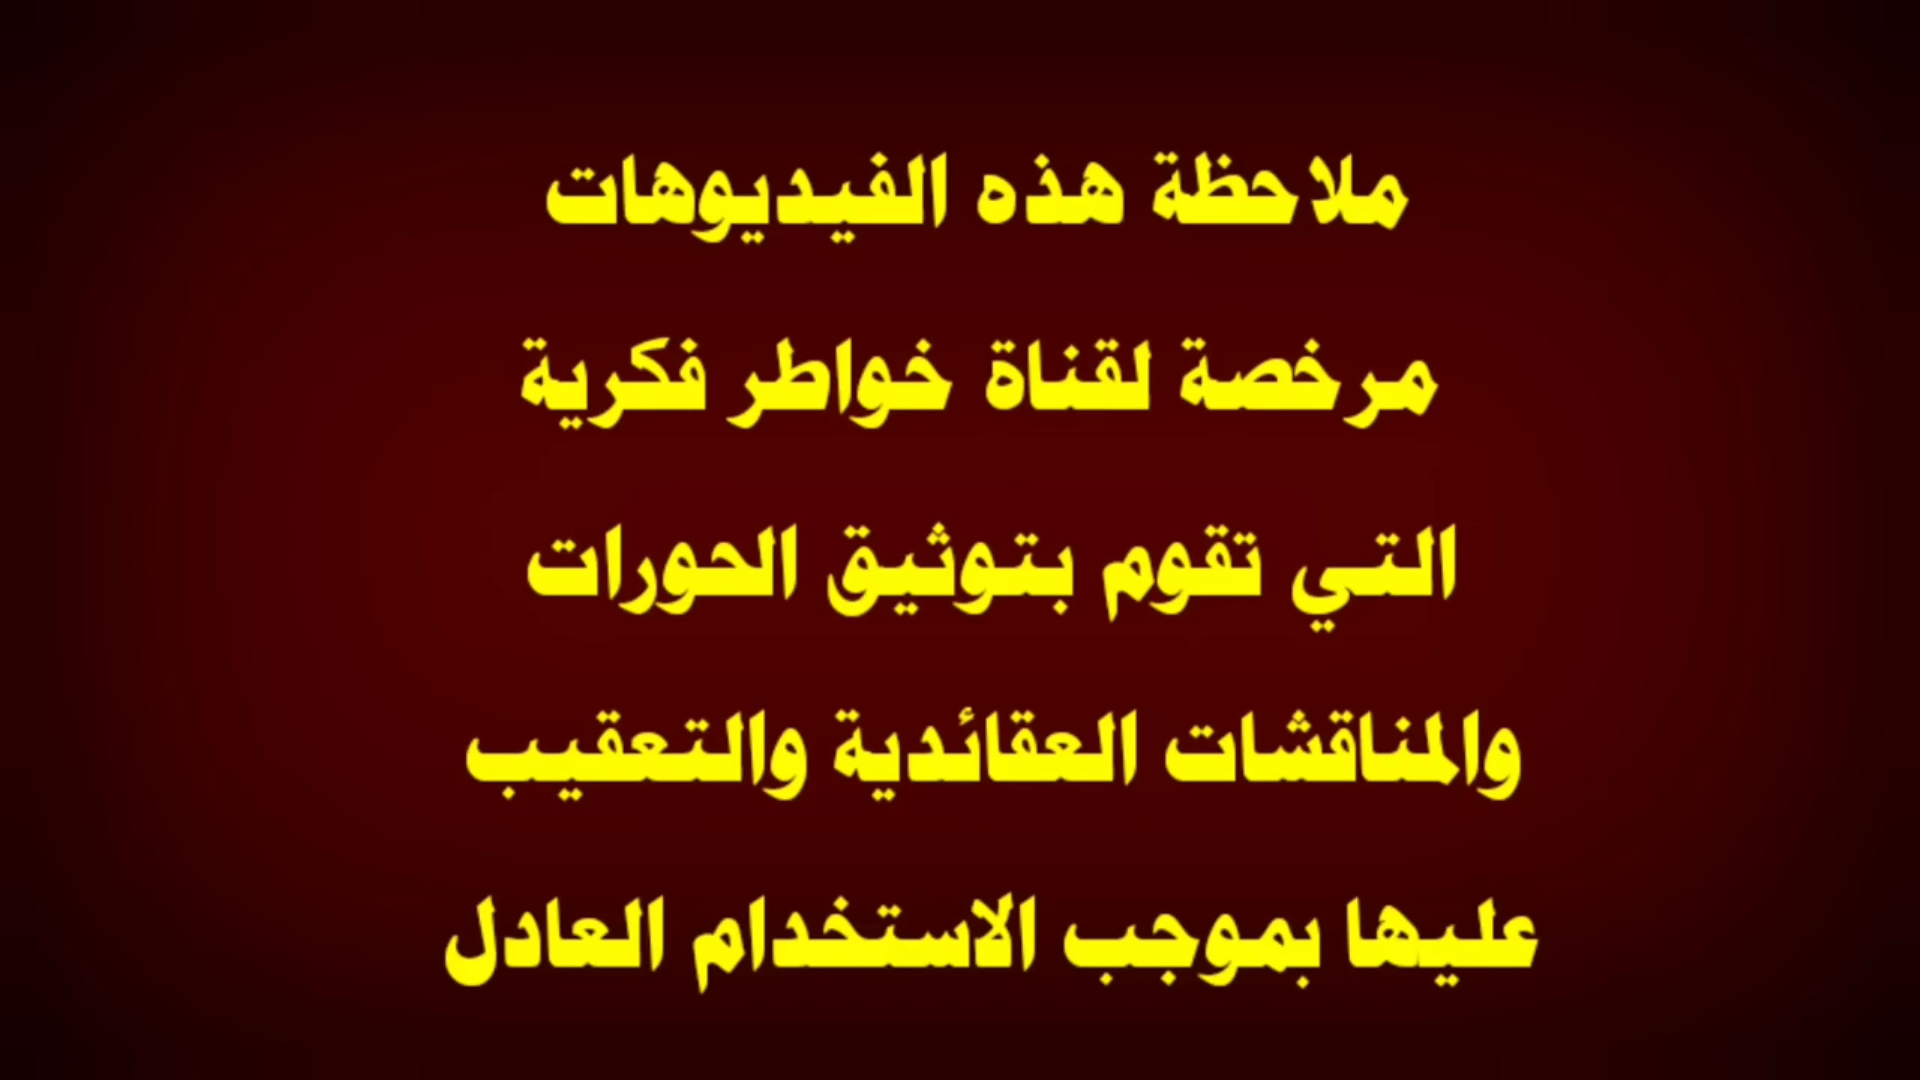 ملاحظة هذه الفيديوهات
مرخصة لقناة خواطر فكرية
التي تقوم بتوثيق الحورات
والمناقشات العقائدية والتعقيب
عليها بموجب الاستخدام العادل